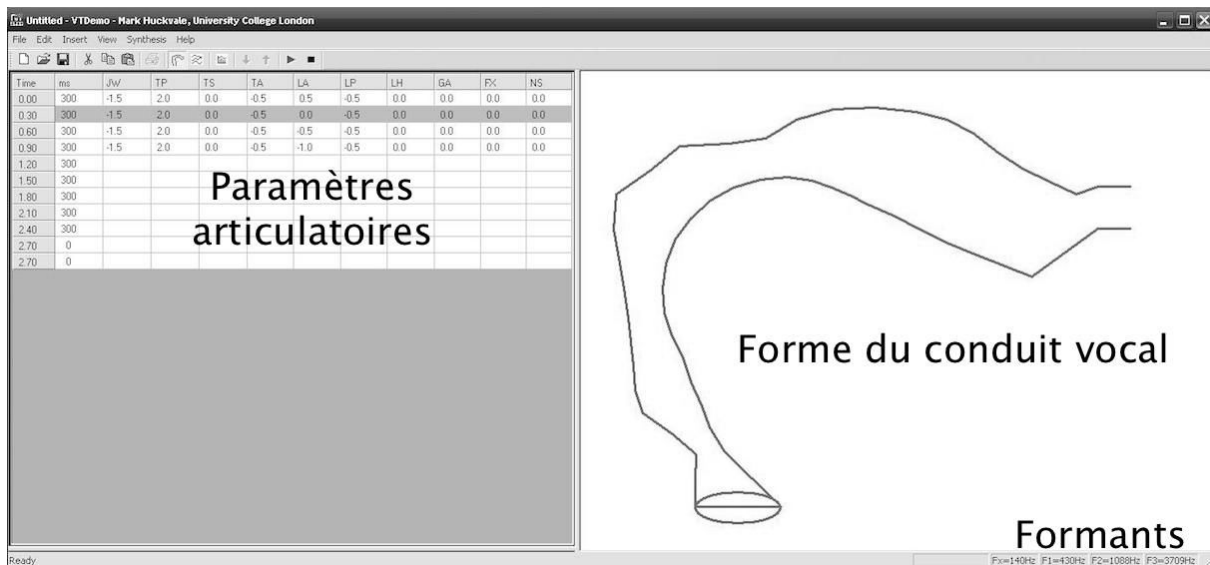 Untitled - VTDemo - Mark Huckvale, University College London
File Edit Insert View Synthesis Help
Time ms JW TP TS TA LA LP LH GA FX NS
0.00 300 -1.5 2.0 0.0 -0.5 0.5 -0.5 0.0 0.0 0.0 0.0
0.30 300 -1.5 2.0 0.0 -0.5 0.0 -0.5 0.0 0.0 0.0 0.0
0.60 300 -1.5 2.0 0.0 -0.5 -0.5 -0.5 0.0 0.0 0.0 0.0
0.90 300 -1.5 2.0 0.0 -0.5 -1.0 -0.5 0.0 0.0 0.0 0.0
1.20 300
1.50 300
1.80 300
2.10 300
2.40 300
2.70 0
2.70 0
Paramètres
articulatoires
Forme du conduit vocal
Formants
Ready
Fx=140Hz F1=430Hz F2=1088Hz F3=3709Hz